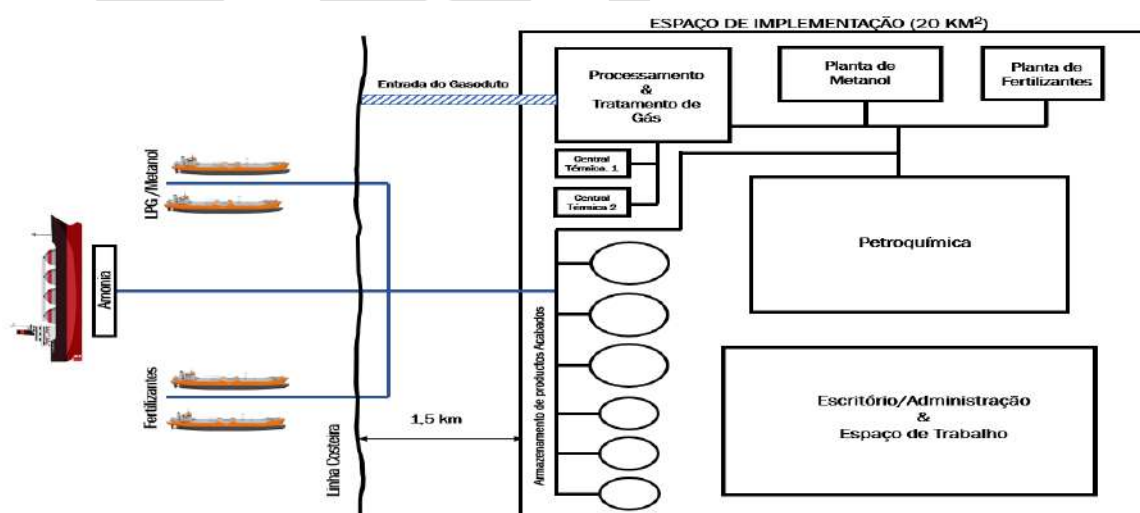 ESPAÇO DE IMPLEMENTAÇÃO (20 KM²)
Entrada do Gasoduto
Processamento
&
Tratamento de
Gás
Planta de
Metanol
Planta de
Fertilizantes
Central
Térmica. 1
Central
Térmica 2
Petroquímica
LPG /Metanol
Amonia
Fertilizantes
Linha Costeira
1,5 km
Armazenamento de productos Acabados
Escritório/Administração
&
Espaço de Trabalho